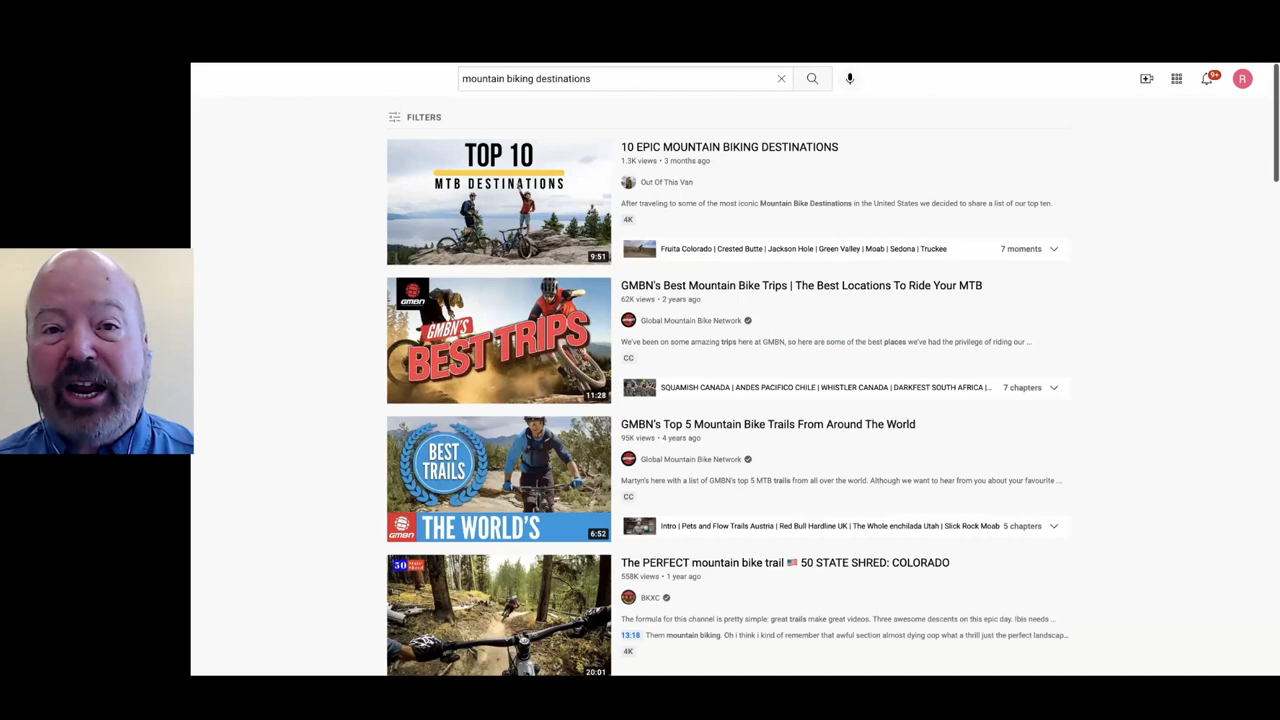 mountain biking destinations
9+
R
FILTERS
TOP 10
MTB DESTINATIONS
9:51
10 EPIC MOUNTAIN BIKING DESTINATIONS
1.3K views • 3 months ago
Out Of This Van
After traveling to some of the most iconic Mountain Bike Destinations in the United States we decided to share a list of our top ten.
4K
Fruita Colorado | Crested Butte | Jackson Hole | Green Valley | Moab | Sedona | Truckee
7 moments
GMBN
GMBN'S
BEST TRIPS
11:28
GMBN's Best Mountain Bike Trips | The Best Locations To Ride Your MTB
62K views • 2 years ago
Global Mountain Bike Network
We've been on some amazing trips here at GMBN, so here are some of the best places we've had the privilege of riding our ...
CC
SQUAMISH CANADA | ANDES PACIFICO CHILE | WHISTLER CANADA | DARKFEST SOUTH AFRICA |...
7 chapters
BEST
TRAILS
GMBN
THE WORLD'S
6:52
GMBN's Top 5 Mountain Bike Trails From Around The World
95K views • 4 years ago
Global Mountain Bike Network
Martyn's here with a list of GMBN's top 5 MTB trails from all over the world. Although we want to hear from you about your favourite ...
CC
Intro | Pets and Flow Trails Austria | Red Bull Hardline UK | The Whole enchilada Utah | Slick Rock Moab
5 chapters
50 State Shred
20:01
The PERFECT mountain bike trail 🇺🇸 50 STATE SHRED: COLORADO
558K views • 1 year ago
BKXC
The formula for this channel is pretty simple: great trails make great videos. Three awesome descents on this epic day. Ibis needs ...
13:18 Them mountain biking. Oh i think i kind of remember that awful section almost dying oop what a thrill just the perfect landscap...
4K